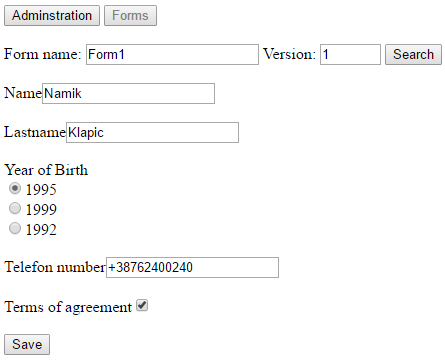 Adminstration Forms
Form name: Form1 Version: 1 Search
Name Namik
Lastname Klapic
Year of Birth
1995
1999
1992
Telefon number +38762400240
Terms of agreement
Save